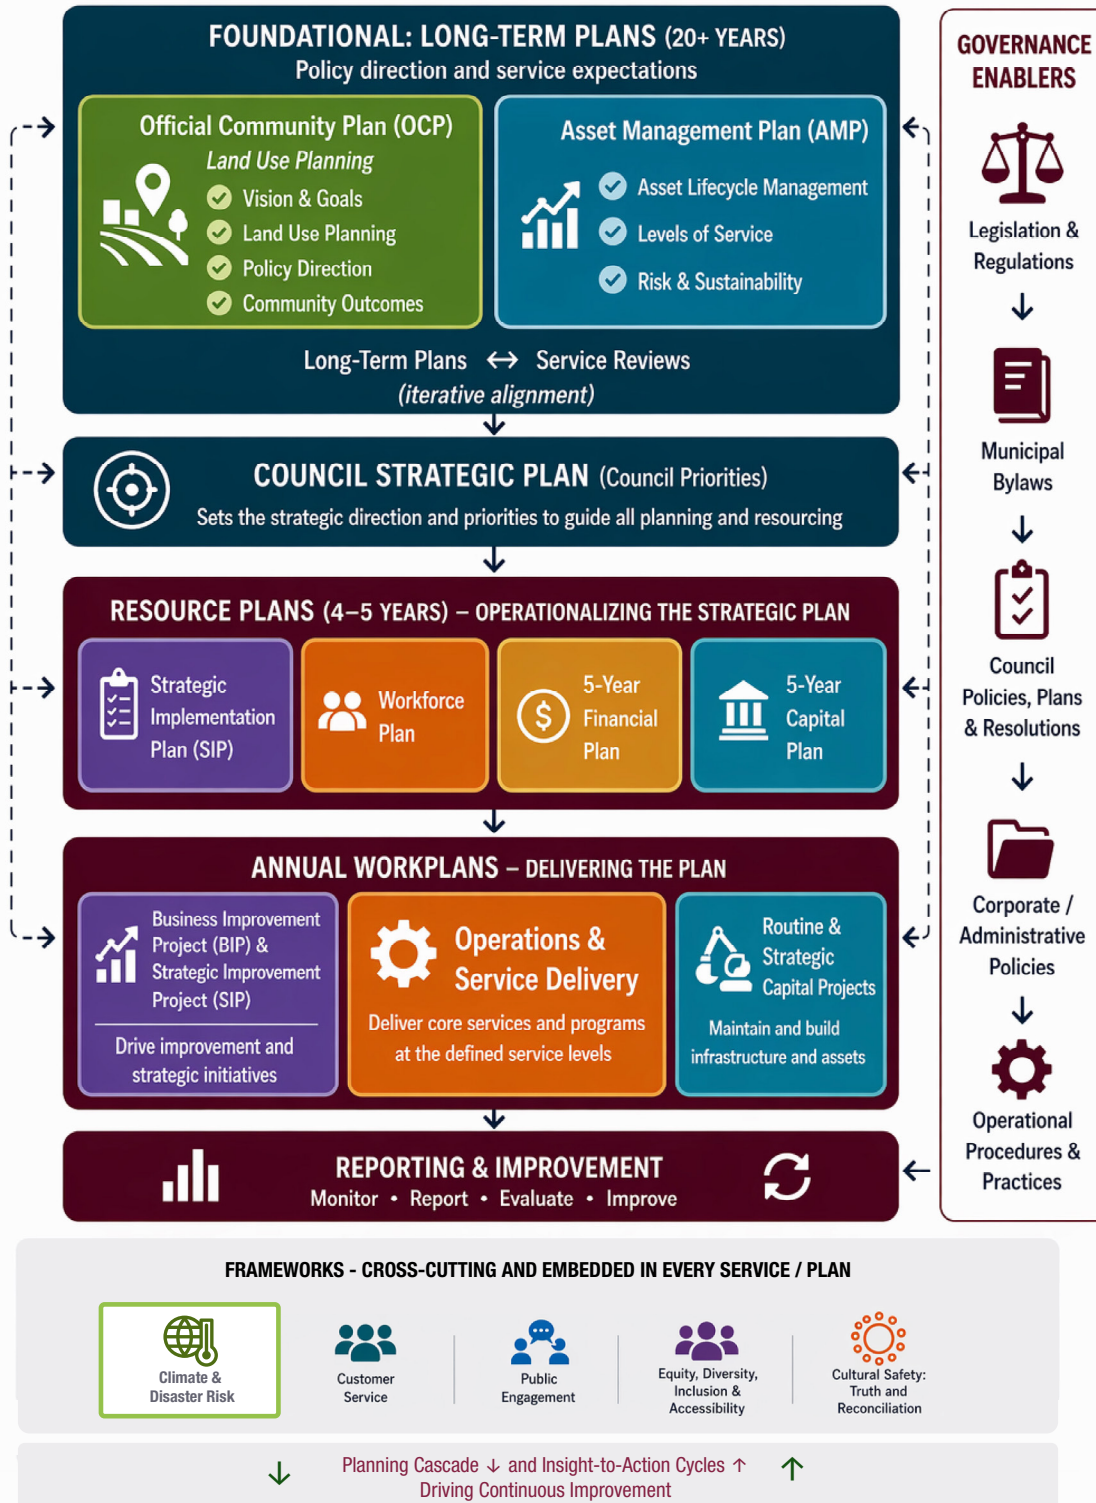 FOUNDATIONAL: LONG-TERM PLANS (20+ YEARS)
Policy direction and service expectations
Official Community Plan (OCP)
Land Use Planning
Vision & Goals
Land Use Planning
Policy Direction
Community Outcomes
Asset Management Plan (AMP)
Asset Lifecycle Management
Levels of Service
Risk & Sustainability
Long-Term Plans ↔ Service Reviews
(iterative alignment)
COUNCIL STRATEGIC PLAN (Council Priorities)
Sets the strategic direction and priorities to guide all planning and resourcing
RESOURCE PLANS (4–5 YEARS) – OPERATIONALIZING THE STRATEGIC PLAN
Strategic
Implementation
Plan (SIP)
Workforce
Plan
$
5-Year
Financial
Plan
5-Year
Capital
Plan
ANNUAL WORKPLANS – DELIVERING THE PLAN
Business Improvement
Project (BIP) &
Strategic Improvement
Project (SIP)
Drive improvement and
strategic initiatives
Operations &
Service Delivery
Deliver core services and programs
at the defined service levels
Routine &
Strategic
Capital Projects
Maintain and build
infrastructure and assets
REPORTING & IMPROVEMENT
Monitor • Report • Evaluate • Improve
GOVERNANCE
ENABLERS
Legislation &
Regulations
Municipal
Bylaws
Council
Policies, Plans
& Resolutions
Corporate /
Administrative
Policies
Operational
Procedures &
Practices
FRAMEWORKS - CROSS-CUTTING AND EMBEDDED IN EVERY SERVICE / PLAN
Climate &
Disaster Risk
Customer
Service
Public
Engagement
Equity, Diversity,
Inclusion &
Accessibility
Cultural Safety:
Truth and
Reconciliation
Planning Cascade ↓ and Insight-to-Action Cycles ↑
Driving Continuous Improvement